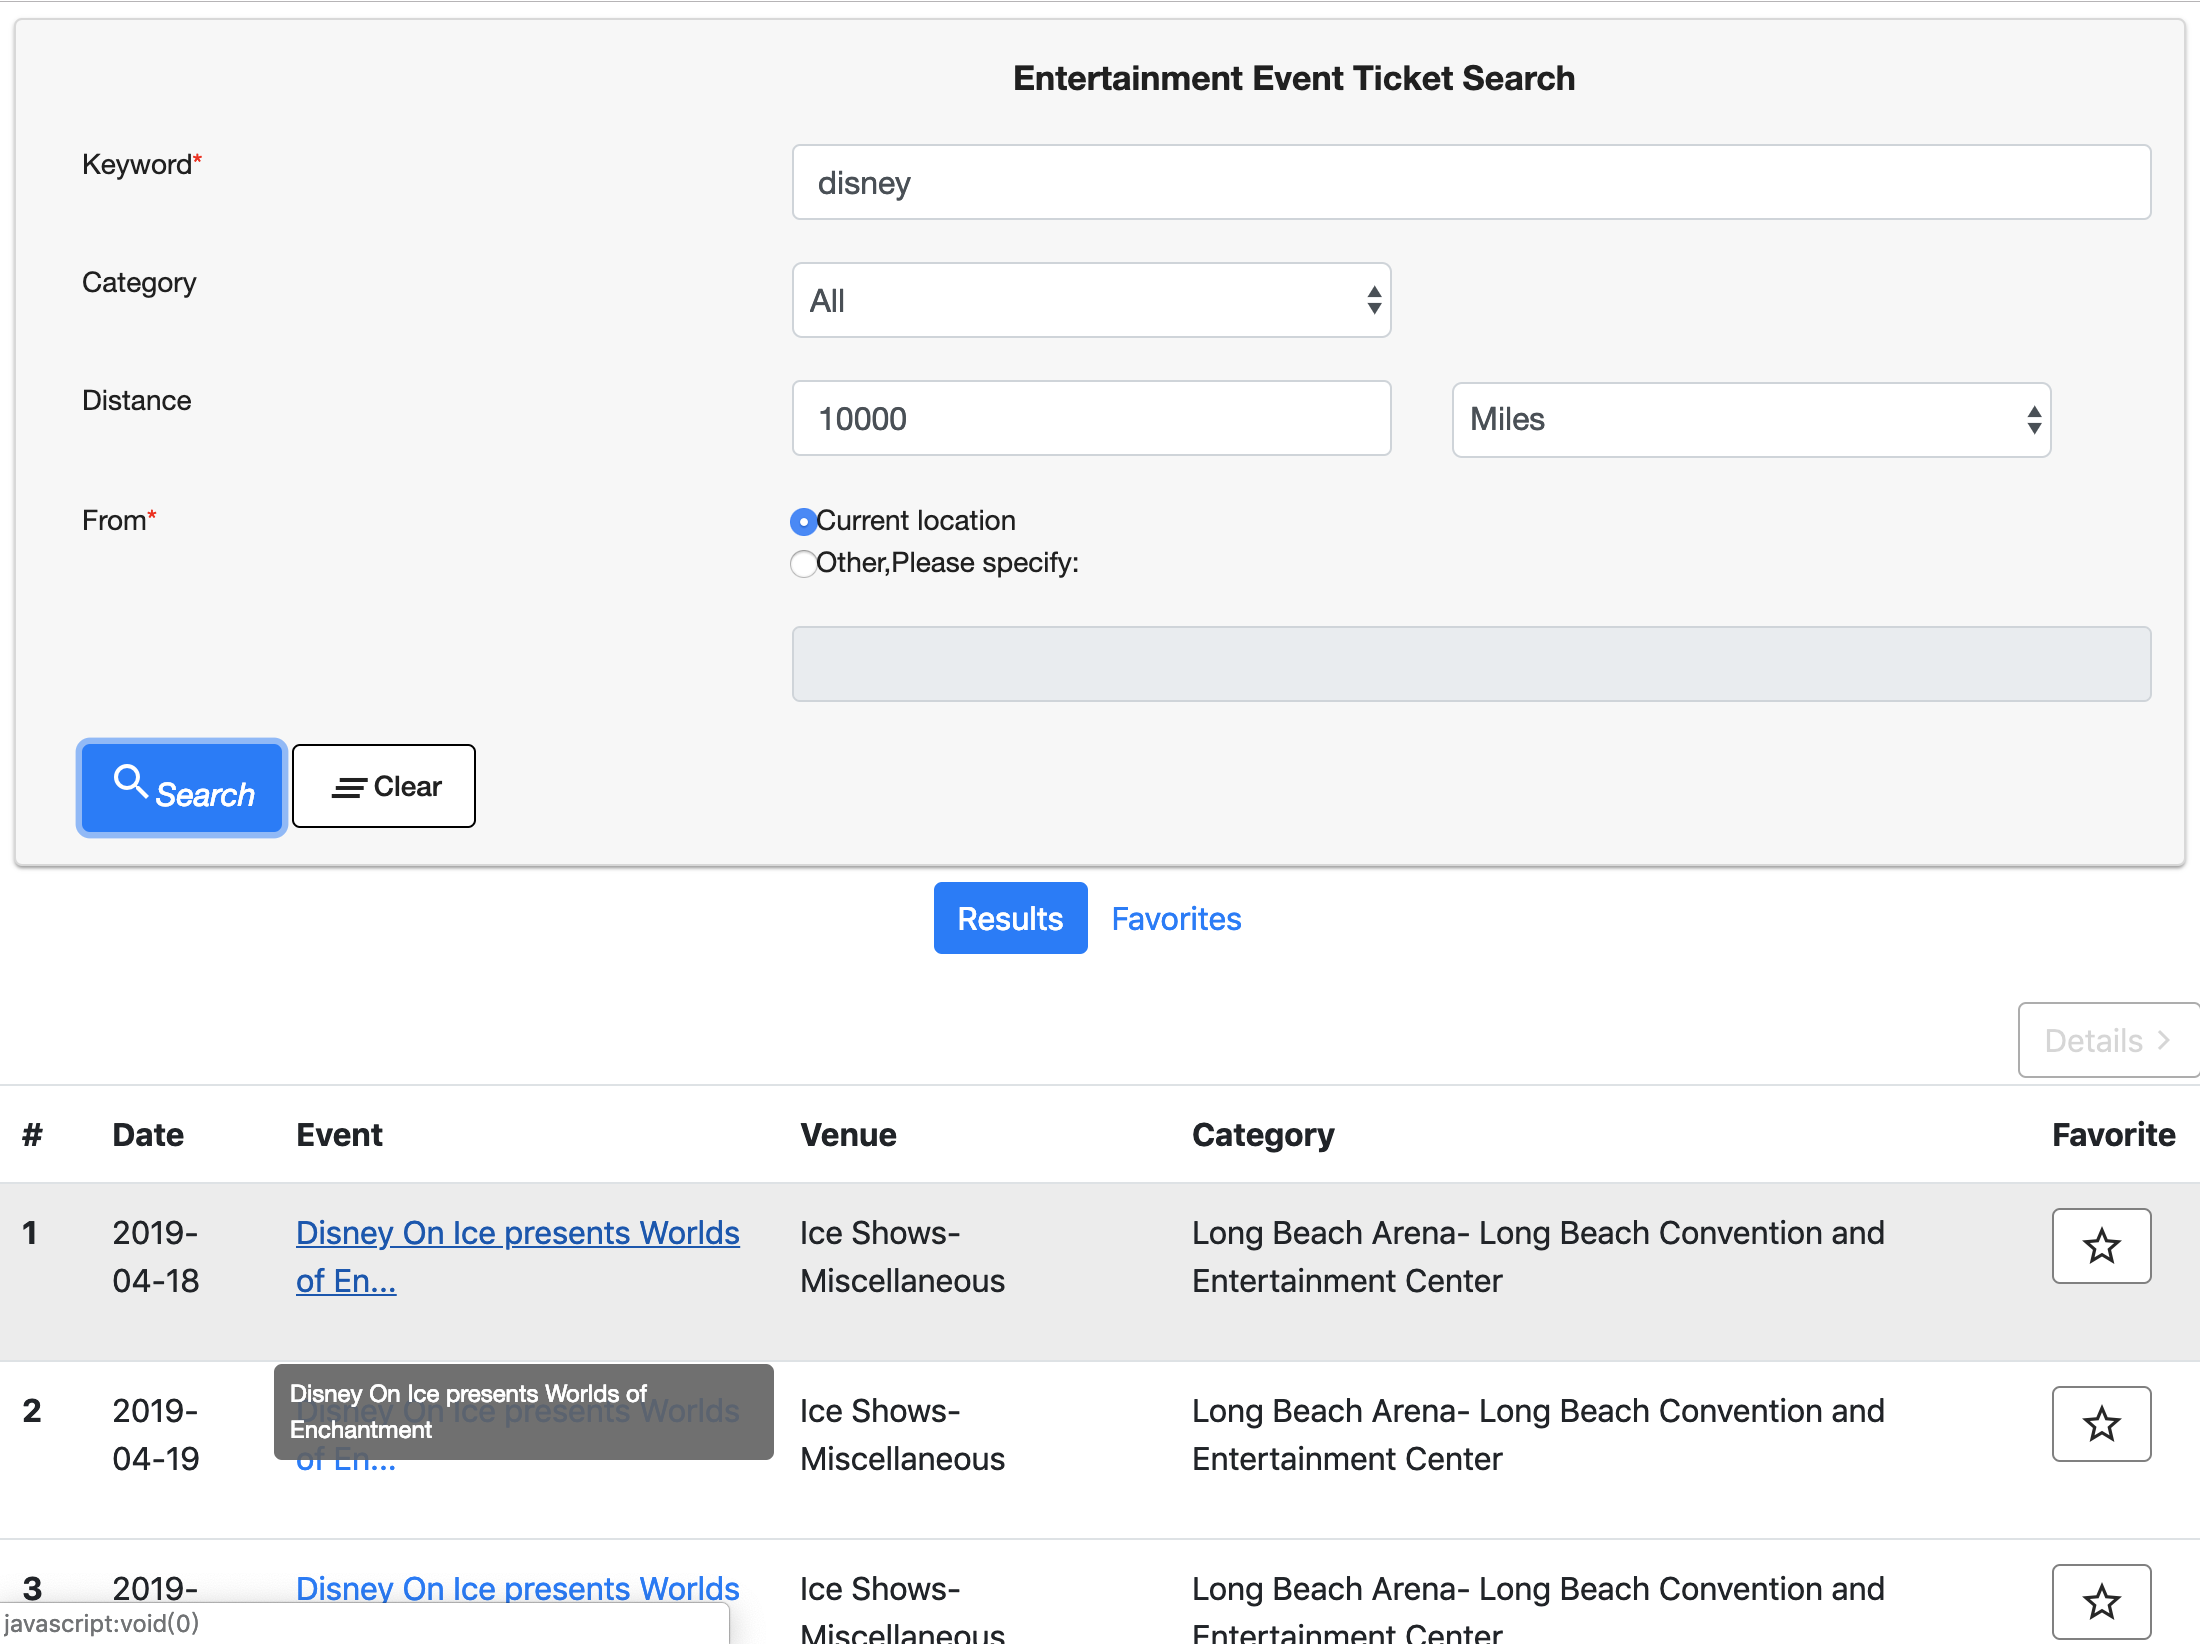 Entertainment Event Ticket Search
Keyword*
disney
Category
All
Distance
10000
Miles
From*
Current location
Other,Please specify:
Search
Clear
Results
Favorites
Details
# Date Event Venue Category Favorite
1 2019- Disney On Ice presents Worlds Ice Shows- Long Beach Arena- Long Beach Convention and
04-18 of En... Miscellaneous Entertainment Center
Disney On Ice presents Worlds of
Enchantment
2 2019- Disney On Ice presents Worlds Ice Shows- Long Beach Arena- Long Beach Convention and
04-19 of En... Miscellaneous Entertainment Center
3 2019- Disney On Ice presents Worlds Ice Shows- Long Beach Arena- Long Beach Convention and
javascript:void(0) Miscellaneous Entertainment Center